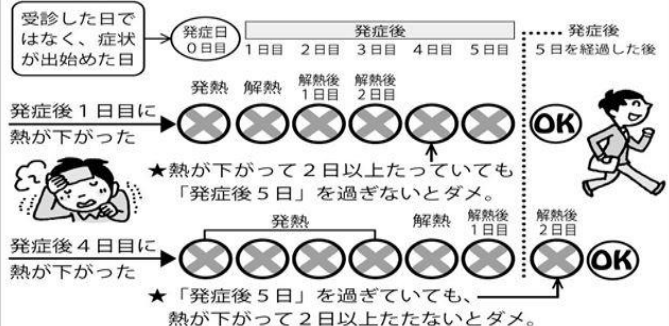 受診した日で
はなく、症状
が出始めた日
発症日
０日目
発症後
１日目 ２日目 ３日目 ４日目 ５日目
発症後
５日を経過した後
発熱 解熱 解熱後 解熱後
１日目 ２日目
発症後１日目に
熱が下がった
OK
★熱が下がって２日以上たっていても
「発症後５日」を過ぎないとダメ。
発熱 解熱 解熱後 解熱後
１日目 ２日目
発症後４日目に
熱が下がった
OK
★「発症後５日」を過ぎていても、
熱が下がって２日以上たたないとダメ。